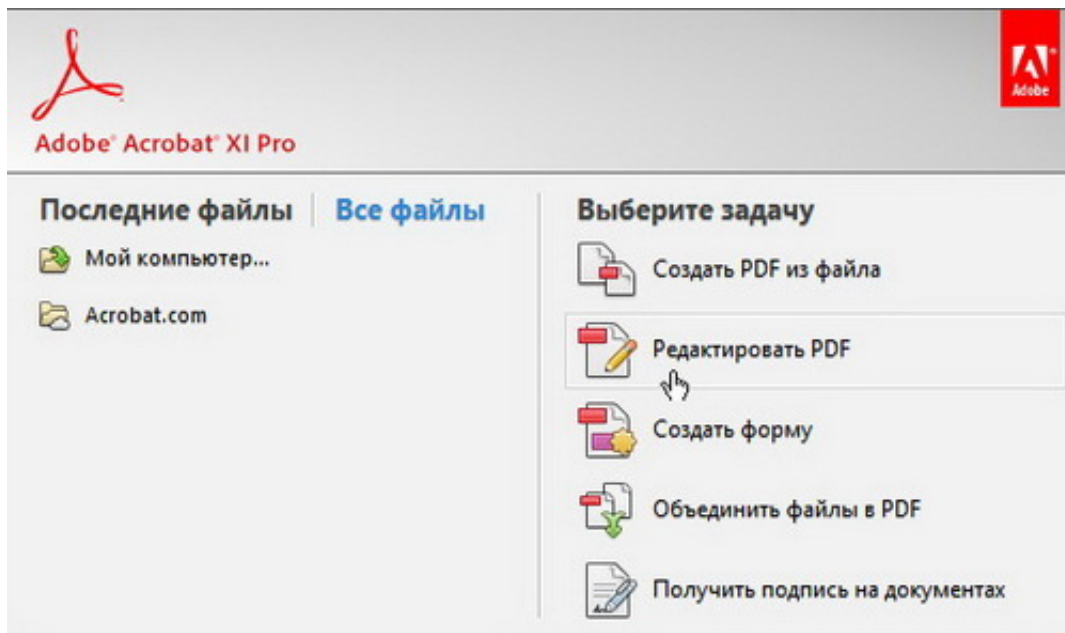 Adobe
Adobe® Acrobat® XI Pro
Последние файлы
Все файлы
Мой компьютер...
Acrobat.com
Выберите задачу
Создать PDF из файла
Редактировать PDF
Создать форму
Объединить файлы в PDF
Получить подпись на документах